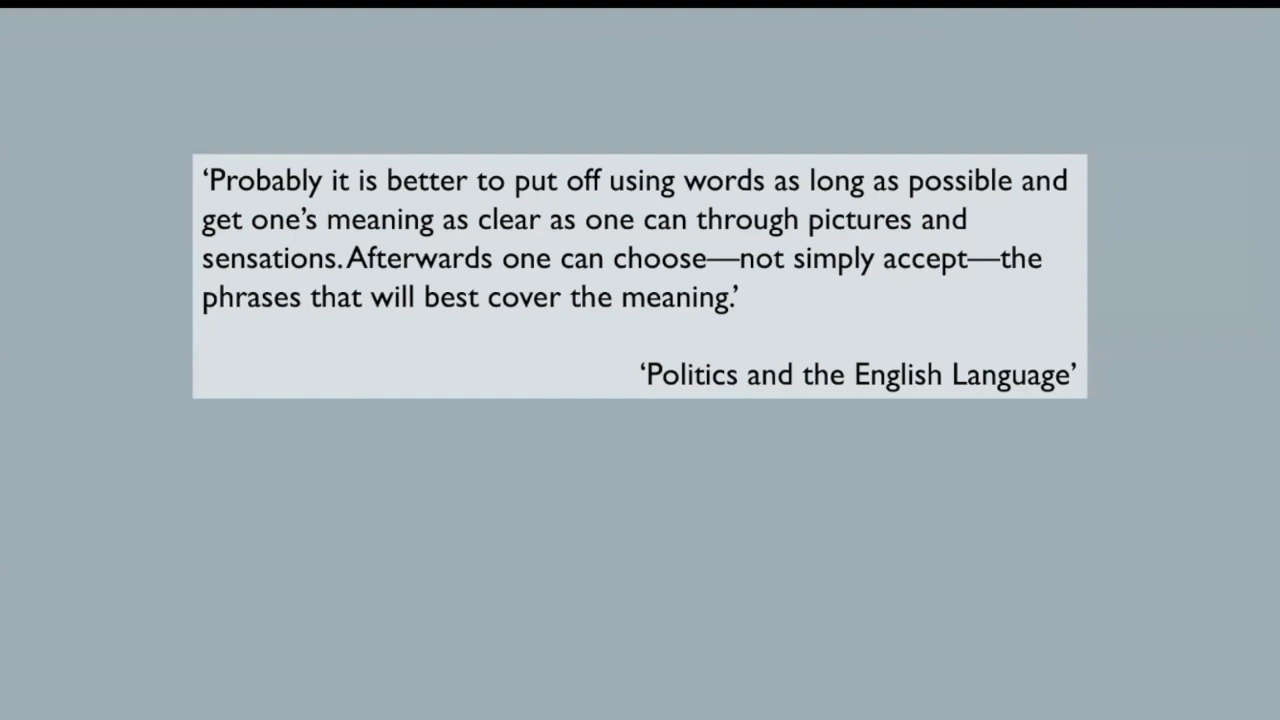 ‘Probably it is better to put off using words as long as possible and
get one’s meaning as clear as one can through pictures and
sensations. Afterwards one can choose—not simply accept—the
phrases that will best cover the meaning.’
‘Politics and the English Language’